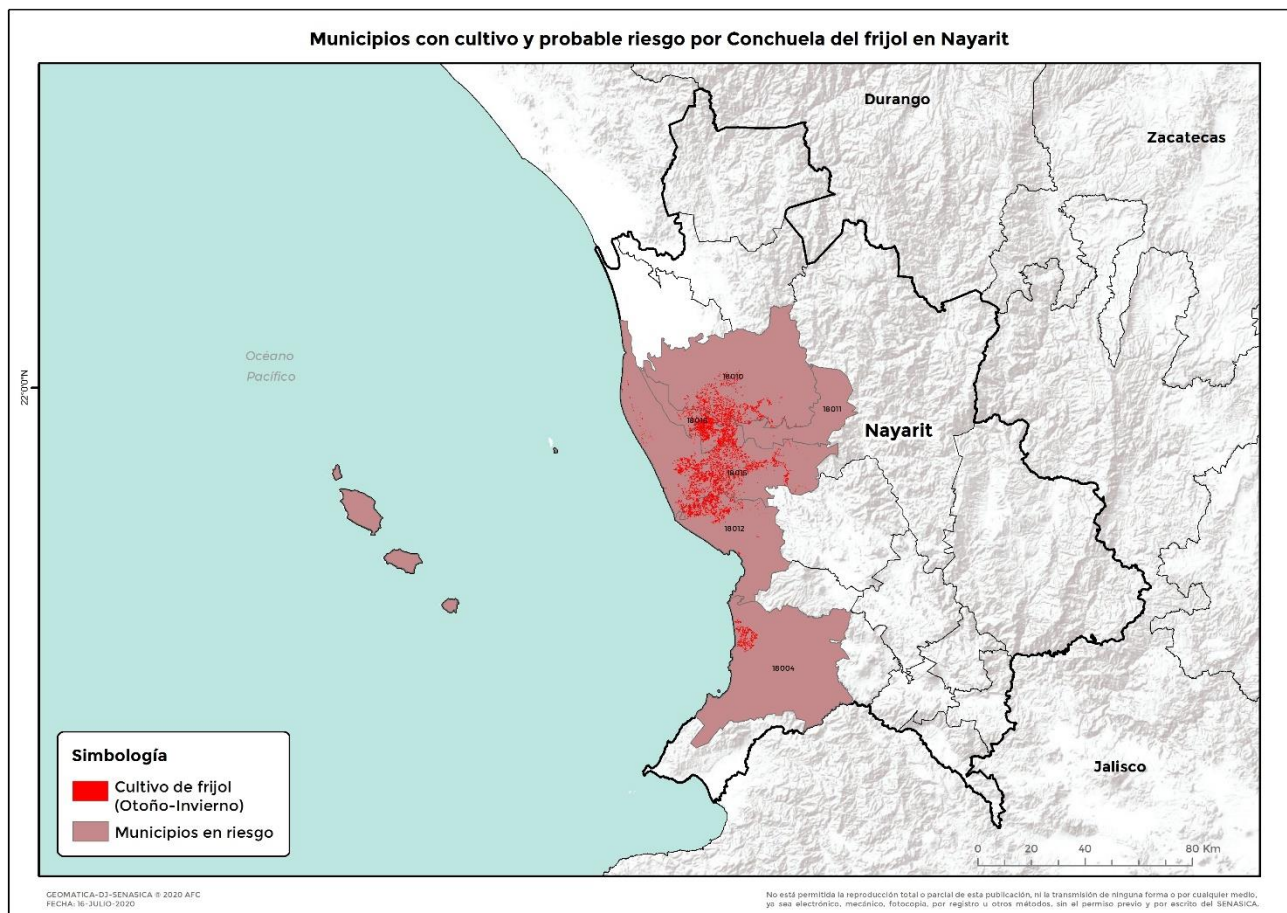 Municipios con cultivo y probable riesgo por Conchuela del frijol en Nayarit
Durango
Zacatecas
Océano
Pacífico
22°0'0"N
18010
18011
18016
Nayarit
18015
18012
18004
Jalisco
Simbología
Cultivo de frijol
(Otoño-Invierno)
Municipios en riesgo
0 20 40 80 Km
GEOMATICA-DJ-SENASICA © 2020 AFC
FECHA: 16-JULIO-2020
No está permitida la reproducción total o parcial de esta publicación, ni la transmisión de ninguna forma o por cualquier medio,
ya sea electrónico, mecánico, fotocopia, por registro u otros métodos, sin el permiso previo y por escrito del SENASICA.